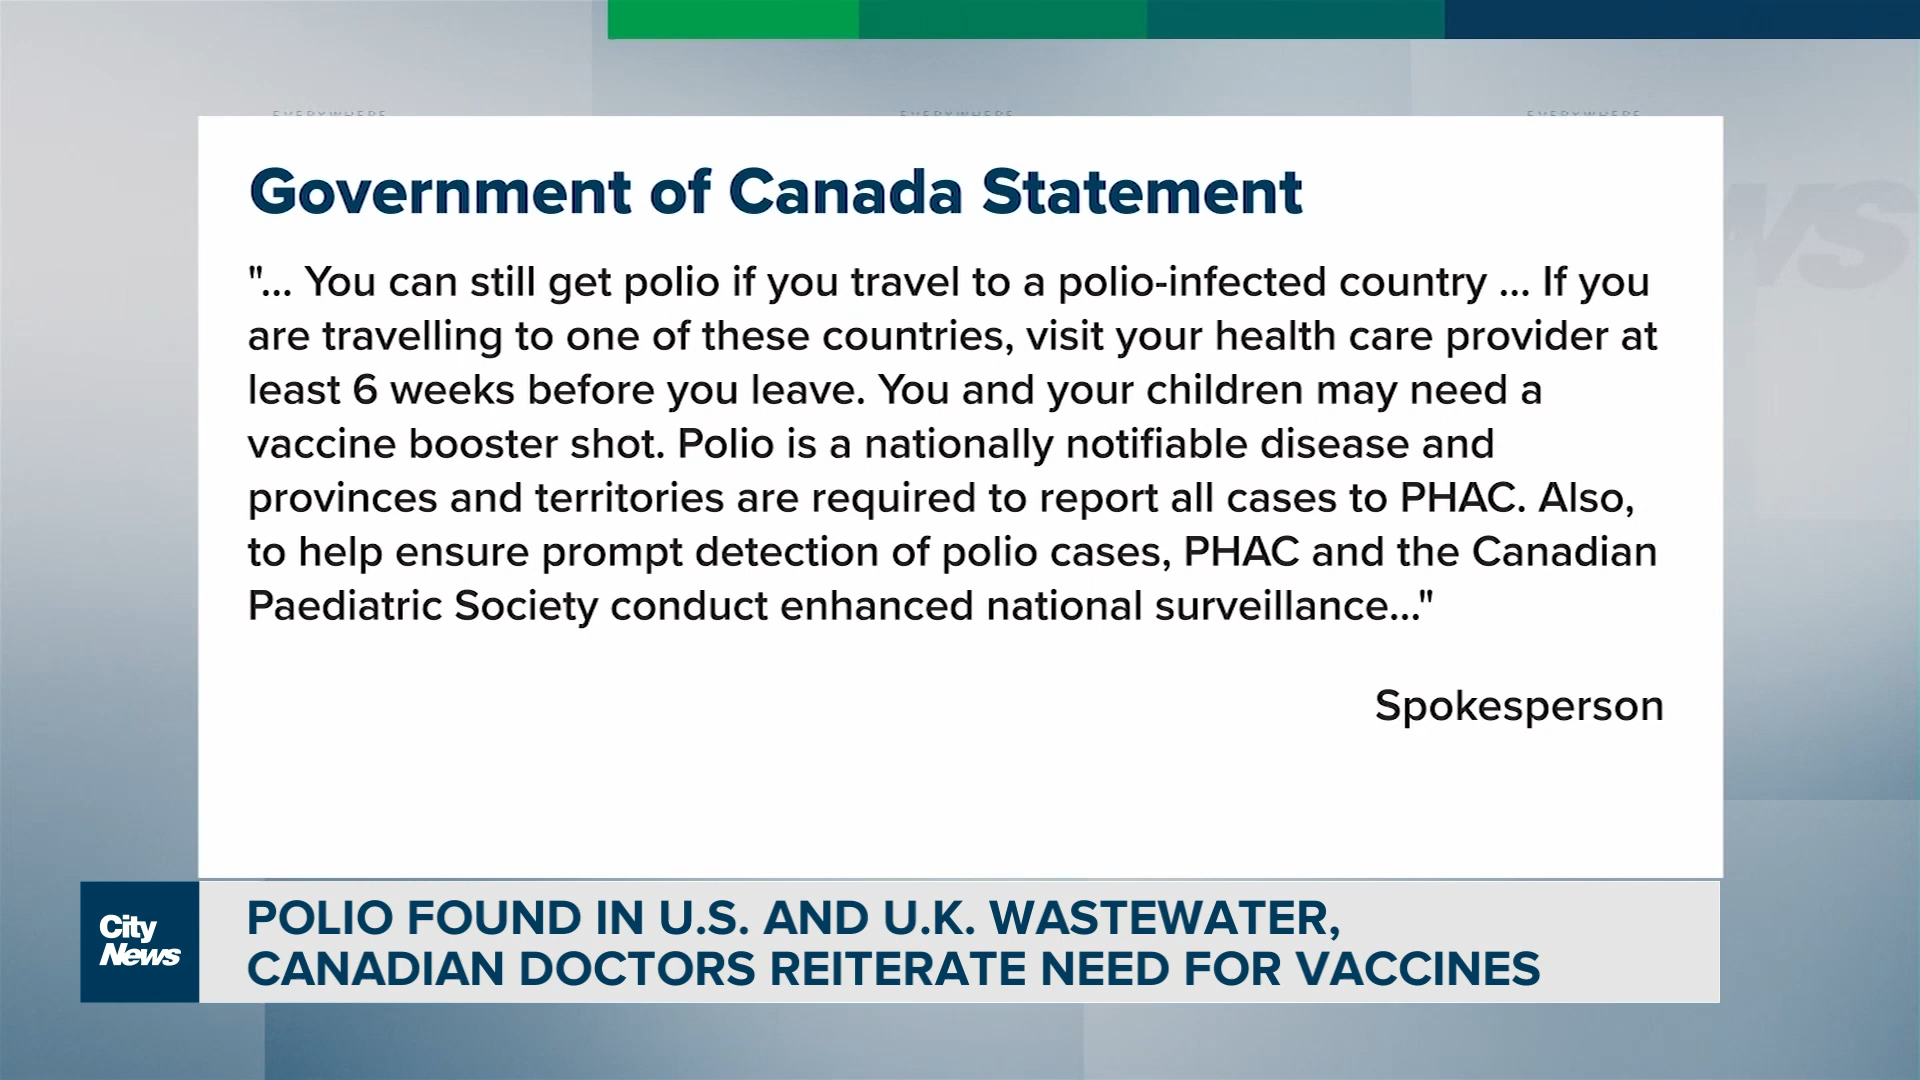 EVERYWHERE EVERYWHERE EVERYWHERE
Government of Canada Statement
"... You can still get polio if you travel to a polio-infected country ... If you
are travelling to one of these countries, visit your health care provider at
least 6 weeks before you leave. You and your children may need a
vaccine booster shot. Polio is a nationally notifiable disease and
provinces and territories are required to report all cases to PHAC. Also,
to help ensure prompt detection of polio cases, PHAC and the Canadian
Paediatric Society conduct enhanced national surveillance..."
Spokesperson
City
News
POLIO FOUND IN U.S. AND U.K. WASTEWATER,
CANADIAN DOCTORS REITERATE NEED FOR VACCINES